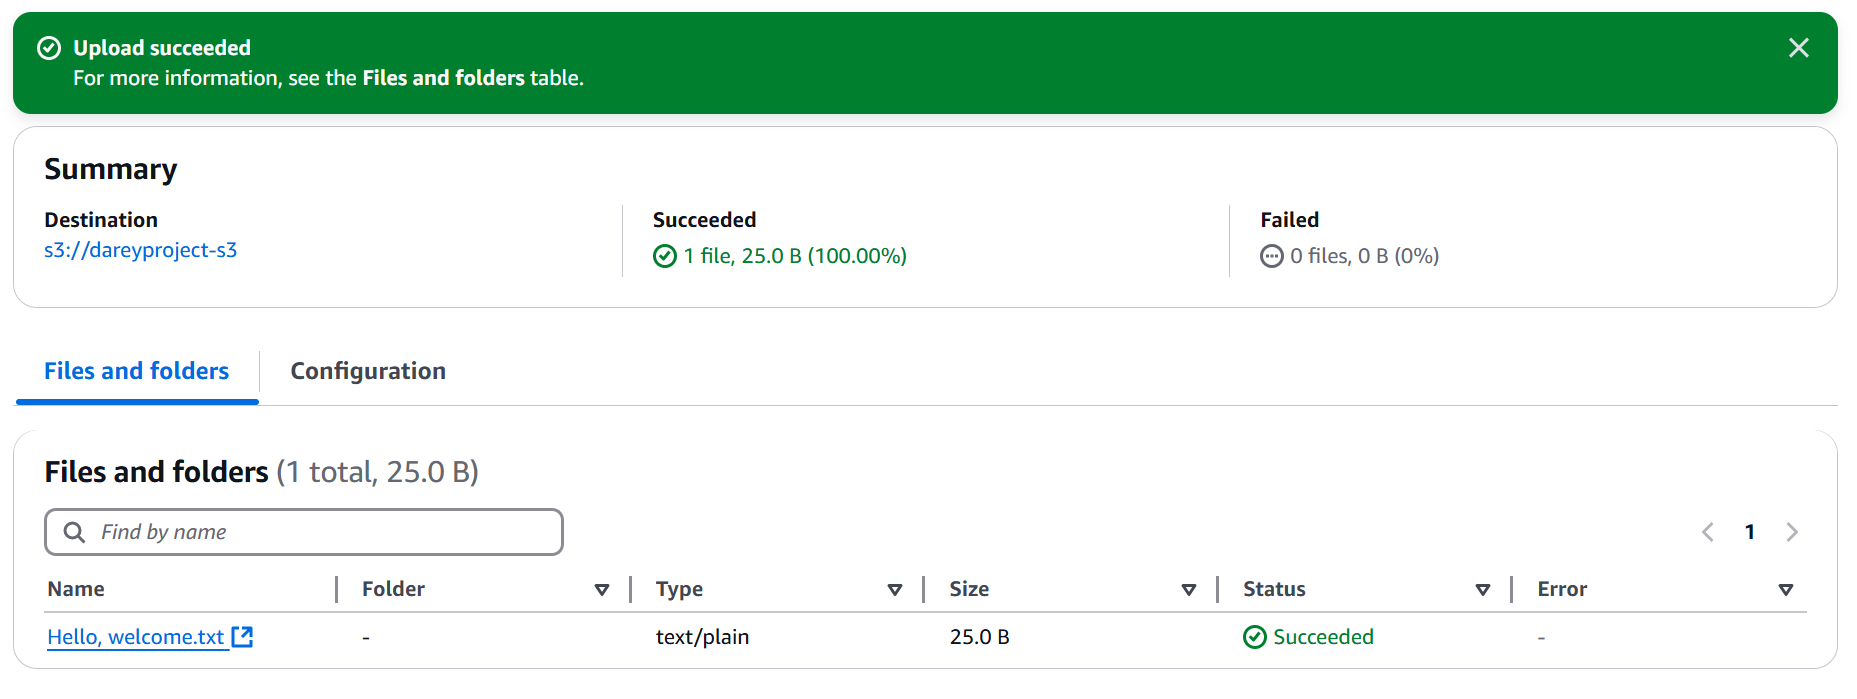 Upload succeeded
For more information, see the Files and folders table.
Summary
Destination
s3://dareyproject-s3
Succeeded
1 file, 25.0 B (100.00%)
Failed
0 files, 0 B (0%)
Files and folders
Configuration
Files and folders (1 total, 25.0 B)
Find by name
1
Name Folder Type Size Status Error
Hello, welcome.txt - text/plain 25.0 B Succeeded -